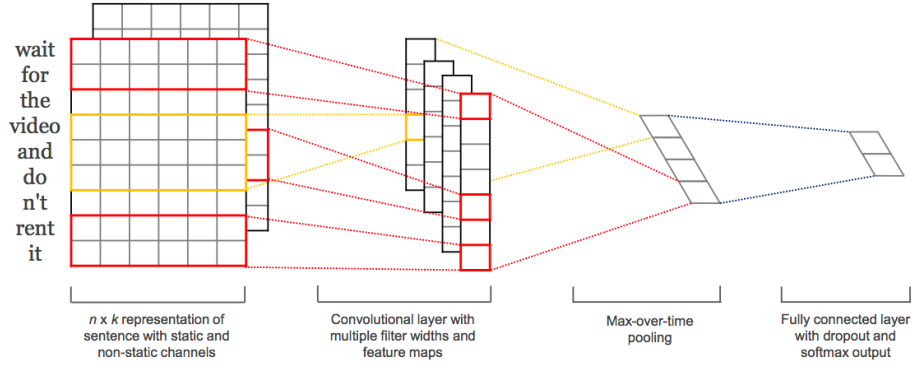 wait
for
the
video
and
do
n't
rent
it
n x k representation of
sentence with static and
non-static channels
Convolutional layer with
multiple filter widths and
feature maps
Max-over-time
pooling
Fully connected layer
with dropout and
softmax output